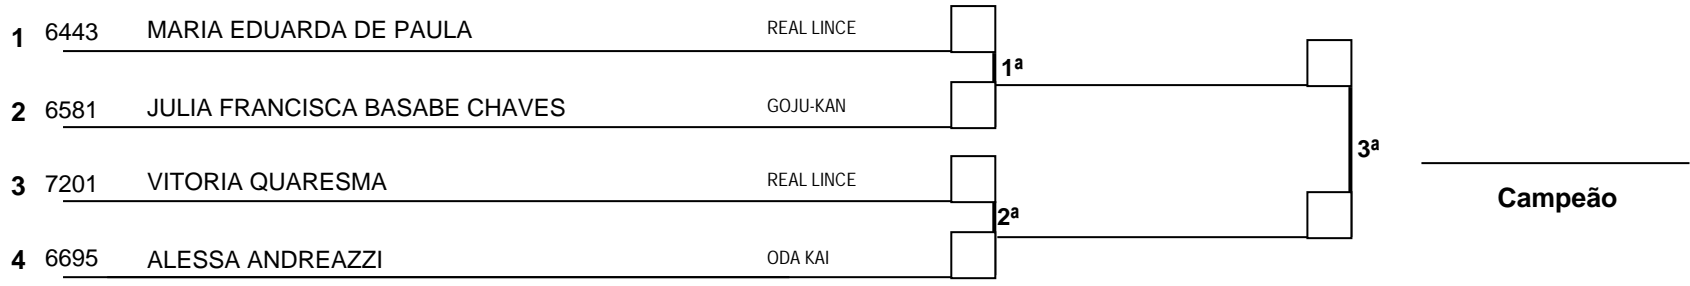 1 6443 MARIA EDUARDA DE PAULA REAL LINCE
1ª
2 6581 JULIA FRANCISCA BASABE CHAVES GOJU-KAN
3ª
3 7201 VITORIA QUARESMA REAL LINCE
Campeão
2ª
4 6695 ALESSA ANDREAZZI ODA KAI